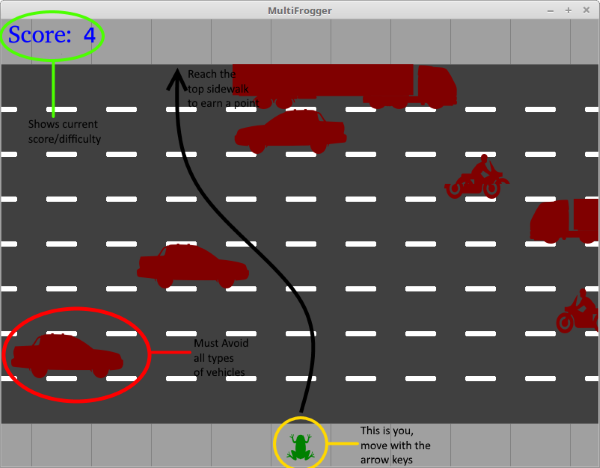 MultiFrogger
Score: 4
Reach the
top sidewalk
to earn a point
Shows current
score/difficulty
Must Avoid
all types
of vehicles
This is you,
move with the
arrow keys